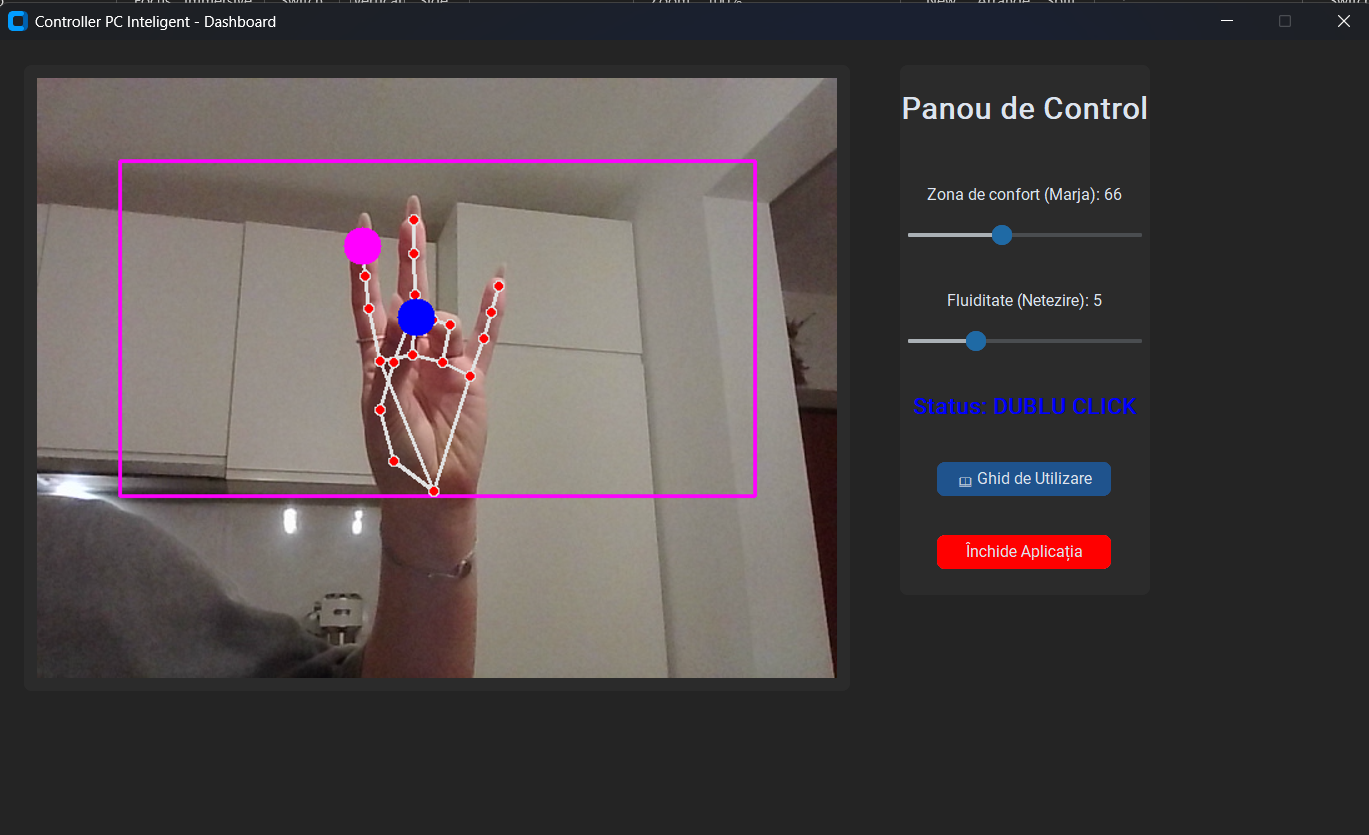 Controller PC Inteligent - Dashboard
Panou de Control
Zona de confort (Marja): 66
Fluiditate (Netezire): 5
Status: DUBLU CLICK
Ghid de Utilizare
Închide Aplicația